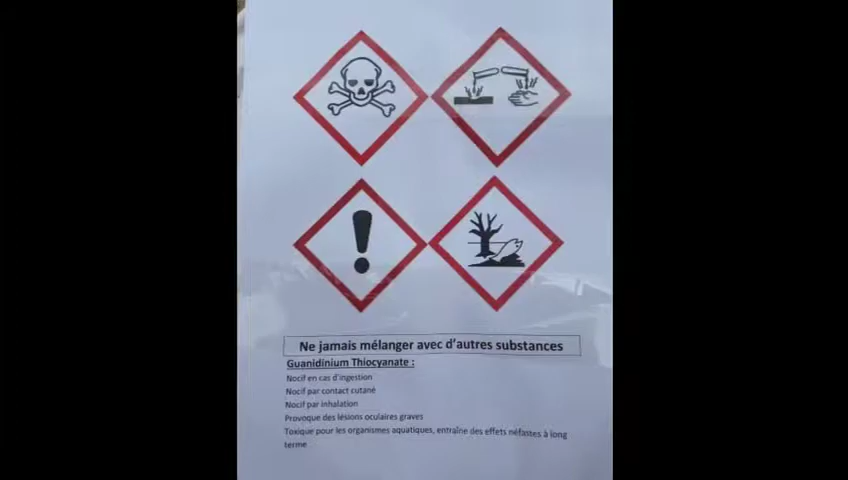 Ne jamais mélanger avec d'autres substances
Guanidinium Thiocyanate :
Nocif en cas d'ingestion
Nocif par contact cutané
Nocif par inhalation
Provoque des lésions oculaires graves
Toxique pour les organismes aquatiques, entraîne des effets néfastes à long
terme